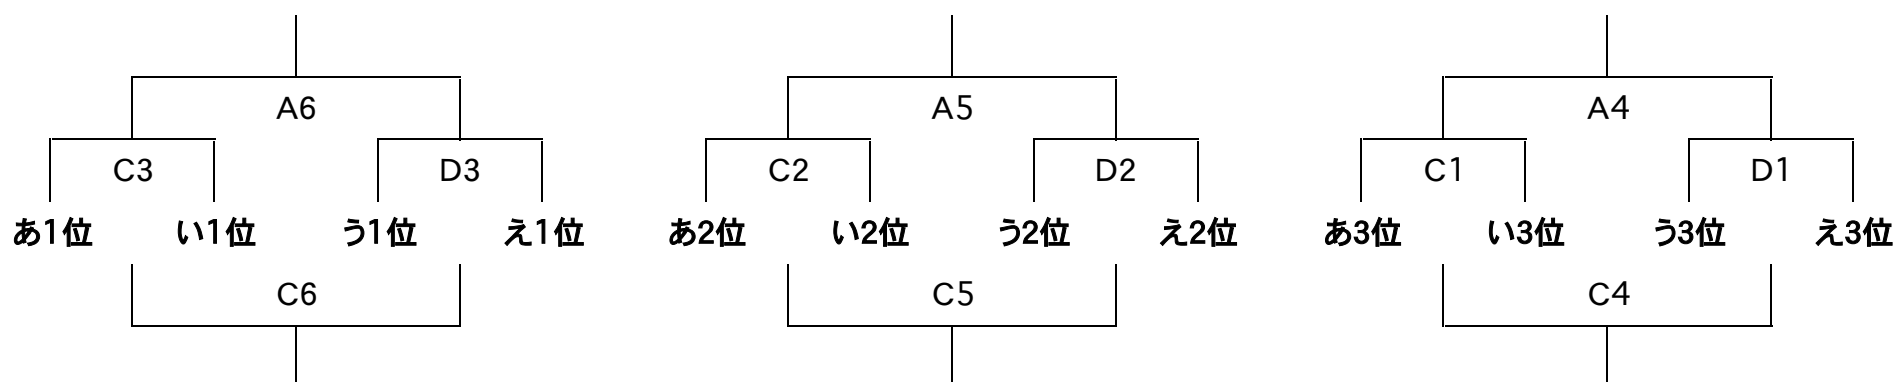 A6 A5 A4
C3 D3 C2 D2 C1 D1
あ1位 い1位 う1位 え1位 あ2位 い2位 う2位 え2位 あ3位 い3位 う3位 え3位
C6 C5 C4